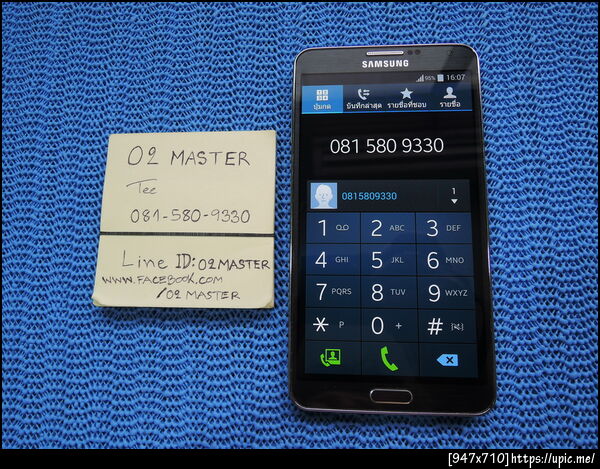 O2 MASTER
Tee
081-580-9330
Line ID: O2MASTER
WWW.FACEBOOK.COM
/O2 MASTER
SAMSUNG
95% 16:07
ปุ่มกด บันทึกล่าสุด รายชื่อที่ชอบ รายชื่อ
081 580 9330
0815809330 1
1 2 ABC 3 DEF
4 GHI 5 JKL 6 MNO
7 PQRS 8 TUV 9 WXYZ
* P 0 + #
[947x710]https://upic.me/